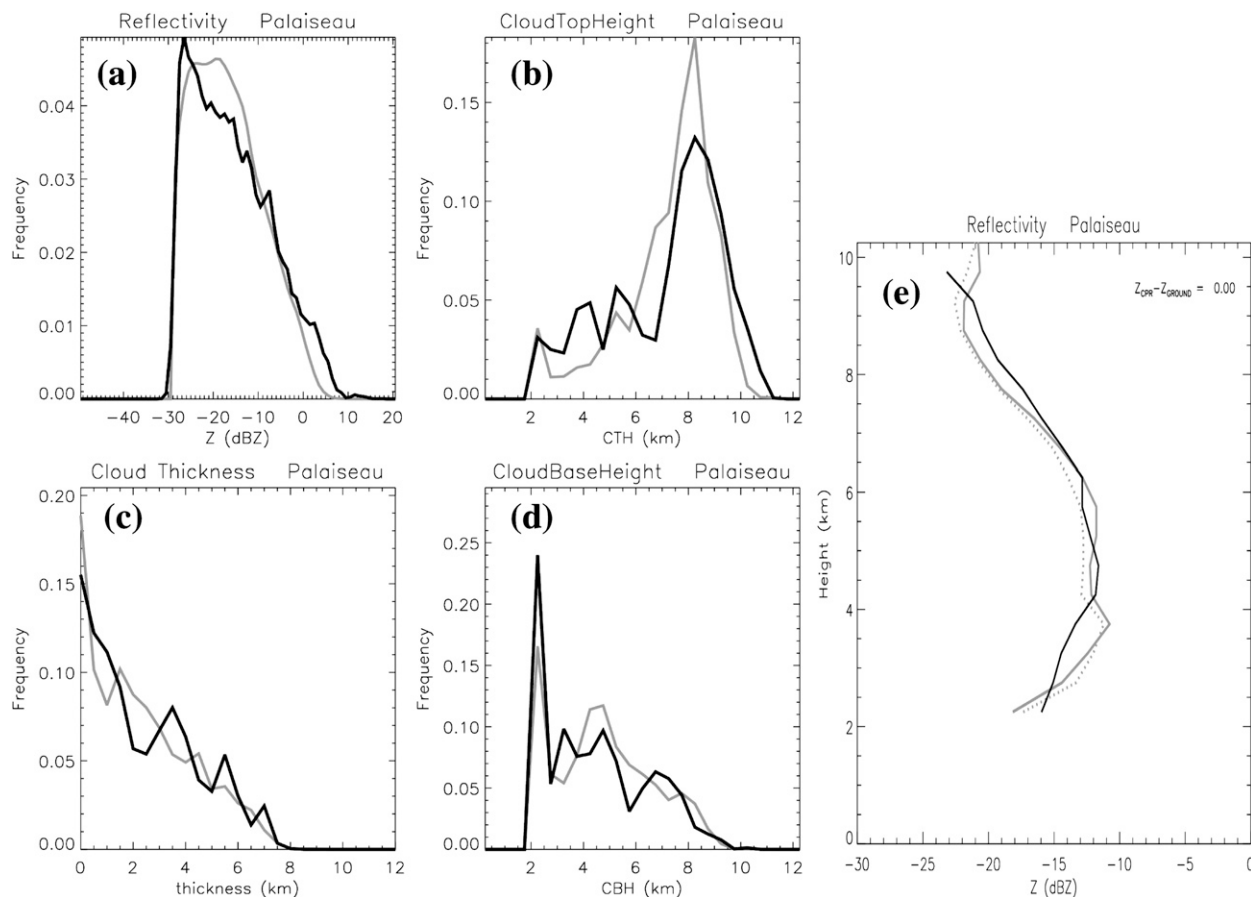 Reflectivity Palaiseau
(a)
0.04
0.03
0.02
0.01
0.00
Frequency
-40 -30 -20 -10 0 10 20
Z (dBZ)
CloudTopHeight Palaiseau
(b)
0.15
0.10
0.05
0.00
Frequency
2 4 6 8 10 12
CTH (km)
Cloud Thickness Palaiseau
(c)
0.20
0.15
0.10
0.05
0.00
Frequency
0 2 4 6 8 10 12
thickness (km)
CloudBaseHeight Palaiseau
(d)
0.25
0.20
0.15
0.10
0.05
0.00
Frequency
2 4 6 8 10 12
CBH (km)
Reflectivity Palaiseau
(e)
Z_CPR-Z_GROUND = 0.00
10
8
6
4
2
0
Height (km)
-30 -25 -20 -15 -10 -5 0
Z (dBZ)